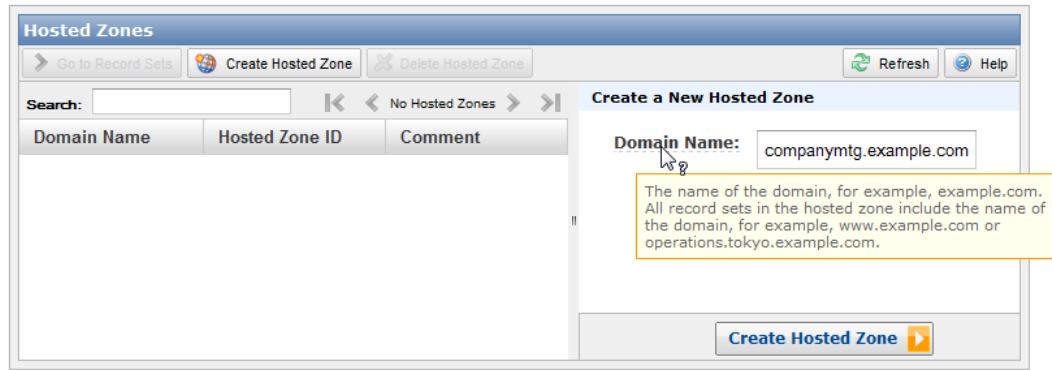 Hosted Zones
Go to Record Sets Create Hosted Zone Delete Hosted Zone Refresh Help
Search: No Hosted Zones
Domain Name Hosted Zone ID Comment
Create a New Hosted Zone
Domain Name: companymtg.example.com
The name of the domain, for example, example.com.
All record sets in the hosted zone include the name of
the domain, for example, www.example.com or
operations.tokyo.example.com.
Create Hosted Zone